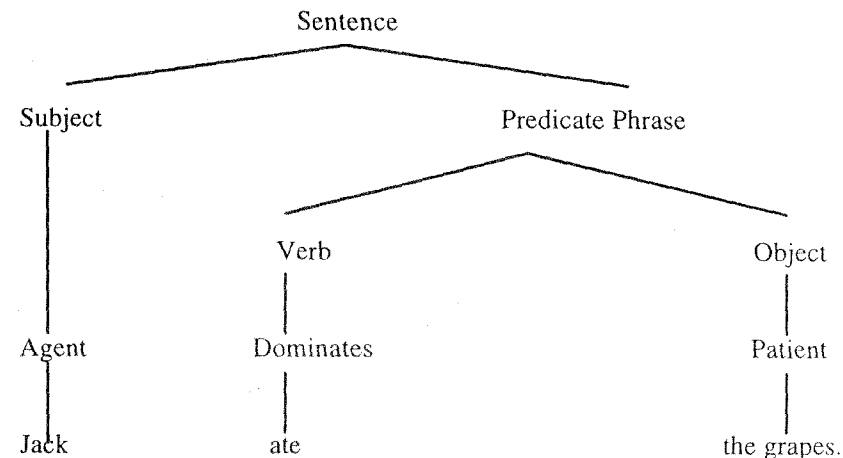 Sentence
Subject Predicate Phrase
Verb Object
Agent Dominates Patient
Jack ate the grapes.